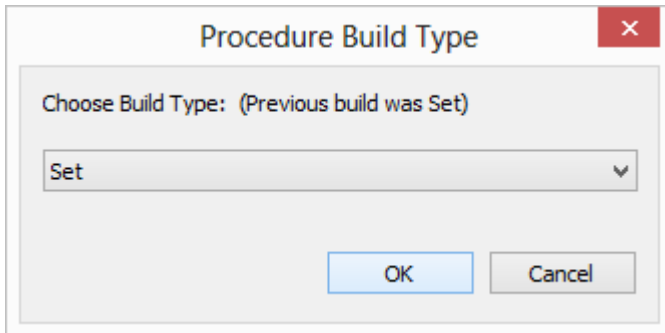 Procedure Build Type
Choose Build Type: (Previous build was Set)
Set
OK Cancel